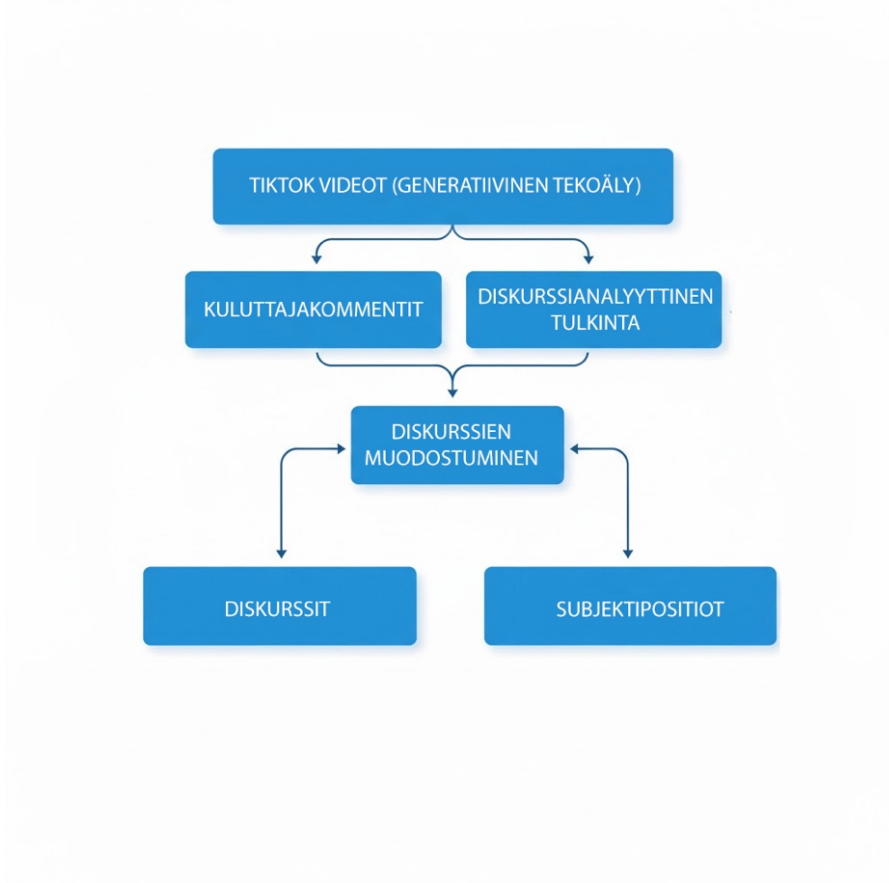 TIKTOK VIDEOT (GENERATIIVINEN TEKOÄLY)
KULUTTAJAKOMMENTIT
DISKURSSIANALYYTTINEN
TULKINTA
DISKURSSIEN
MUODOSTUMINEN
DISKURSSIT
SUBJEKTIPOSITIOT